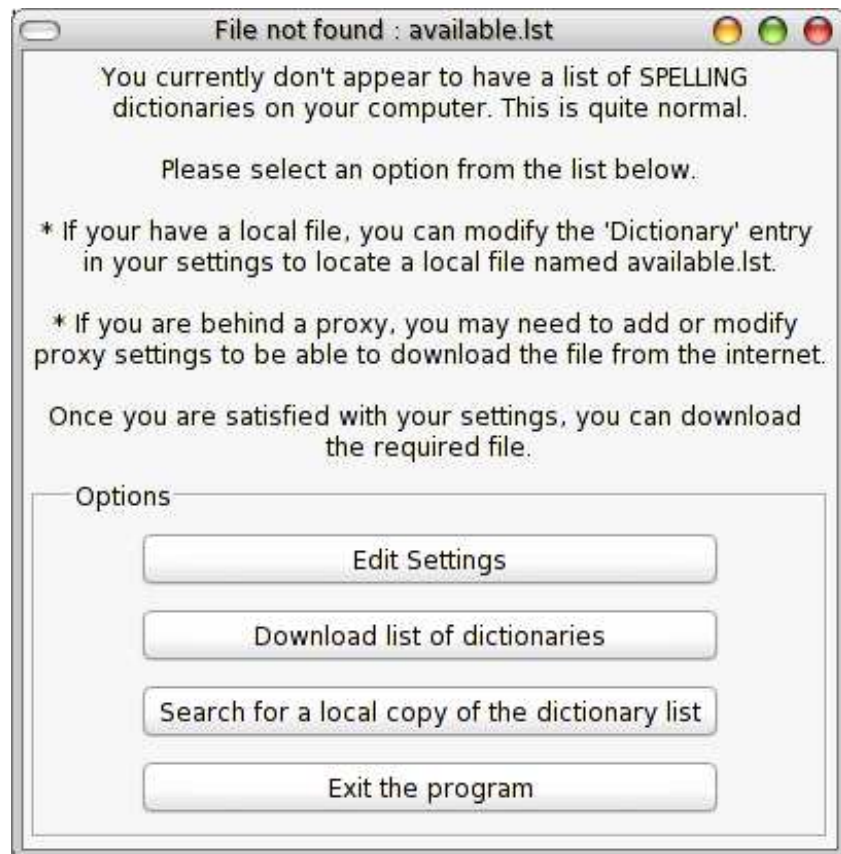 File not found : available.lst
You currently don't appear to have a list of SPELLING
dictionaries on your computer. This is quite normal.
Please select an option from the list below.
* If your have a local file, you can modify the 'Dictionary' entry
in your settings to locate a local file named available.lst.
* If you are behind a proxy, you may need to add or modify
proxy settings to be able to download the file from the internet.
Once you are satisfied with your settings, you can download
the required file.
Options
Edit Settings
Download list of dictionaries
Search for a local copy of the dictionary list
Exit the program